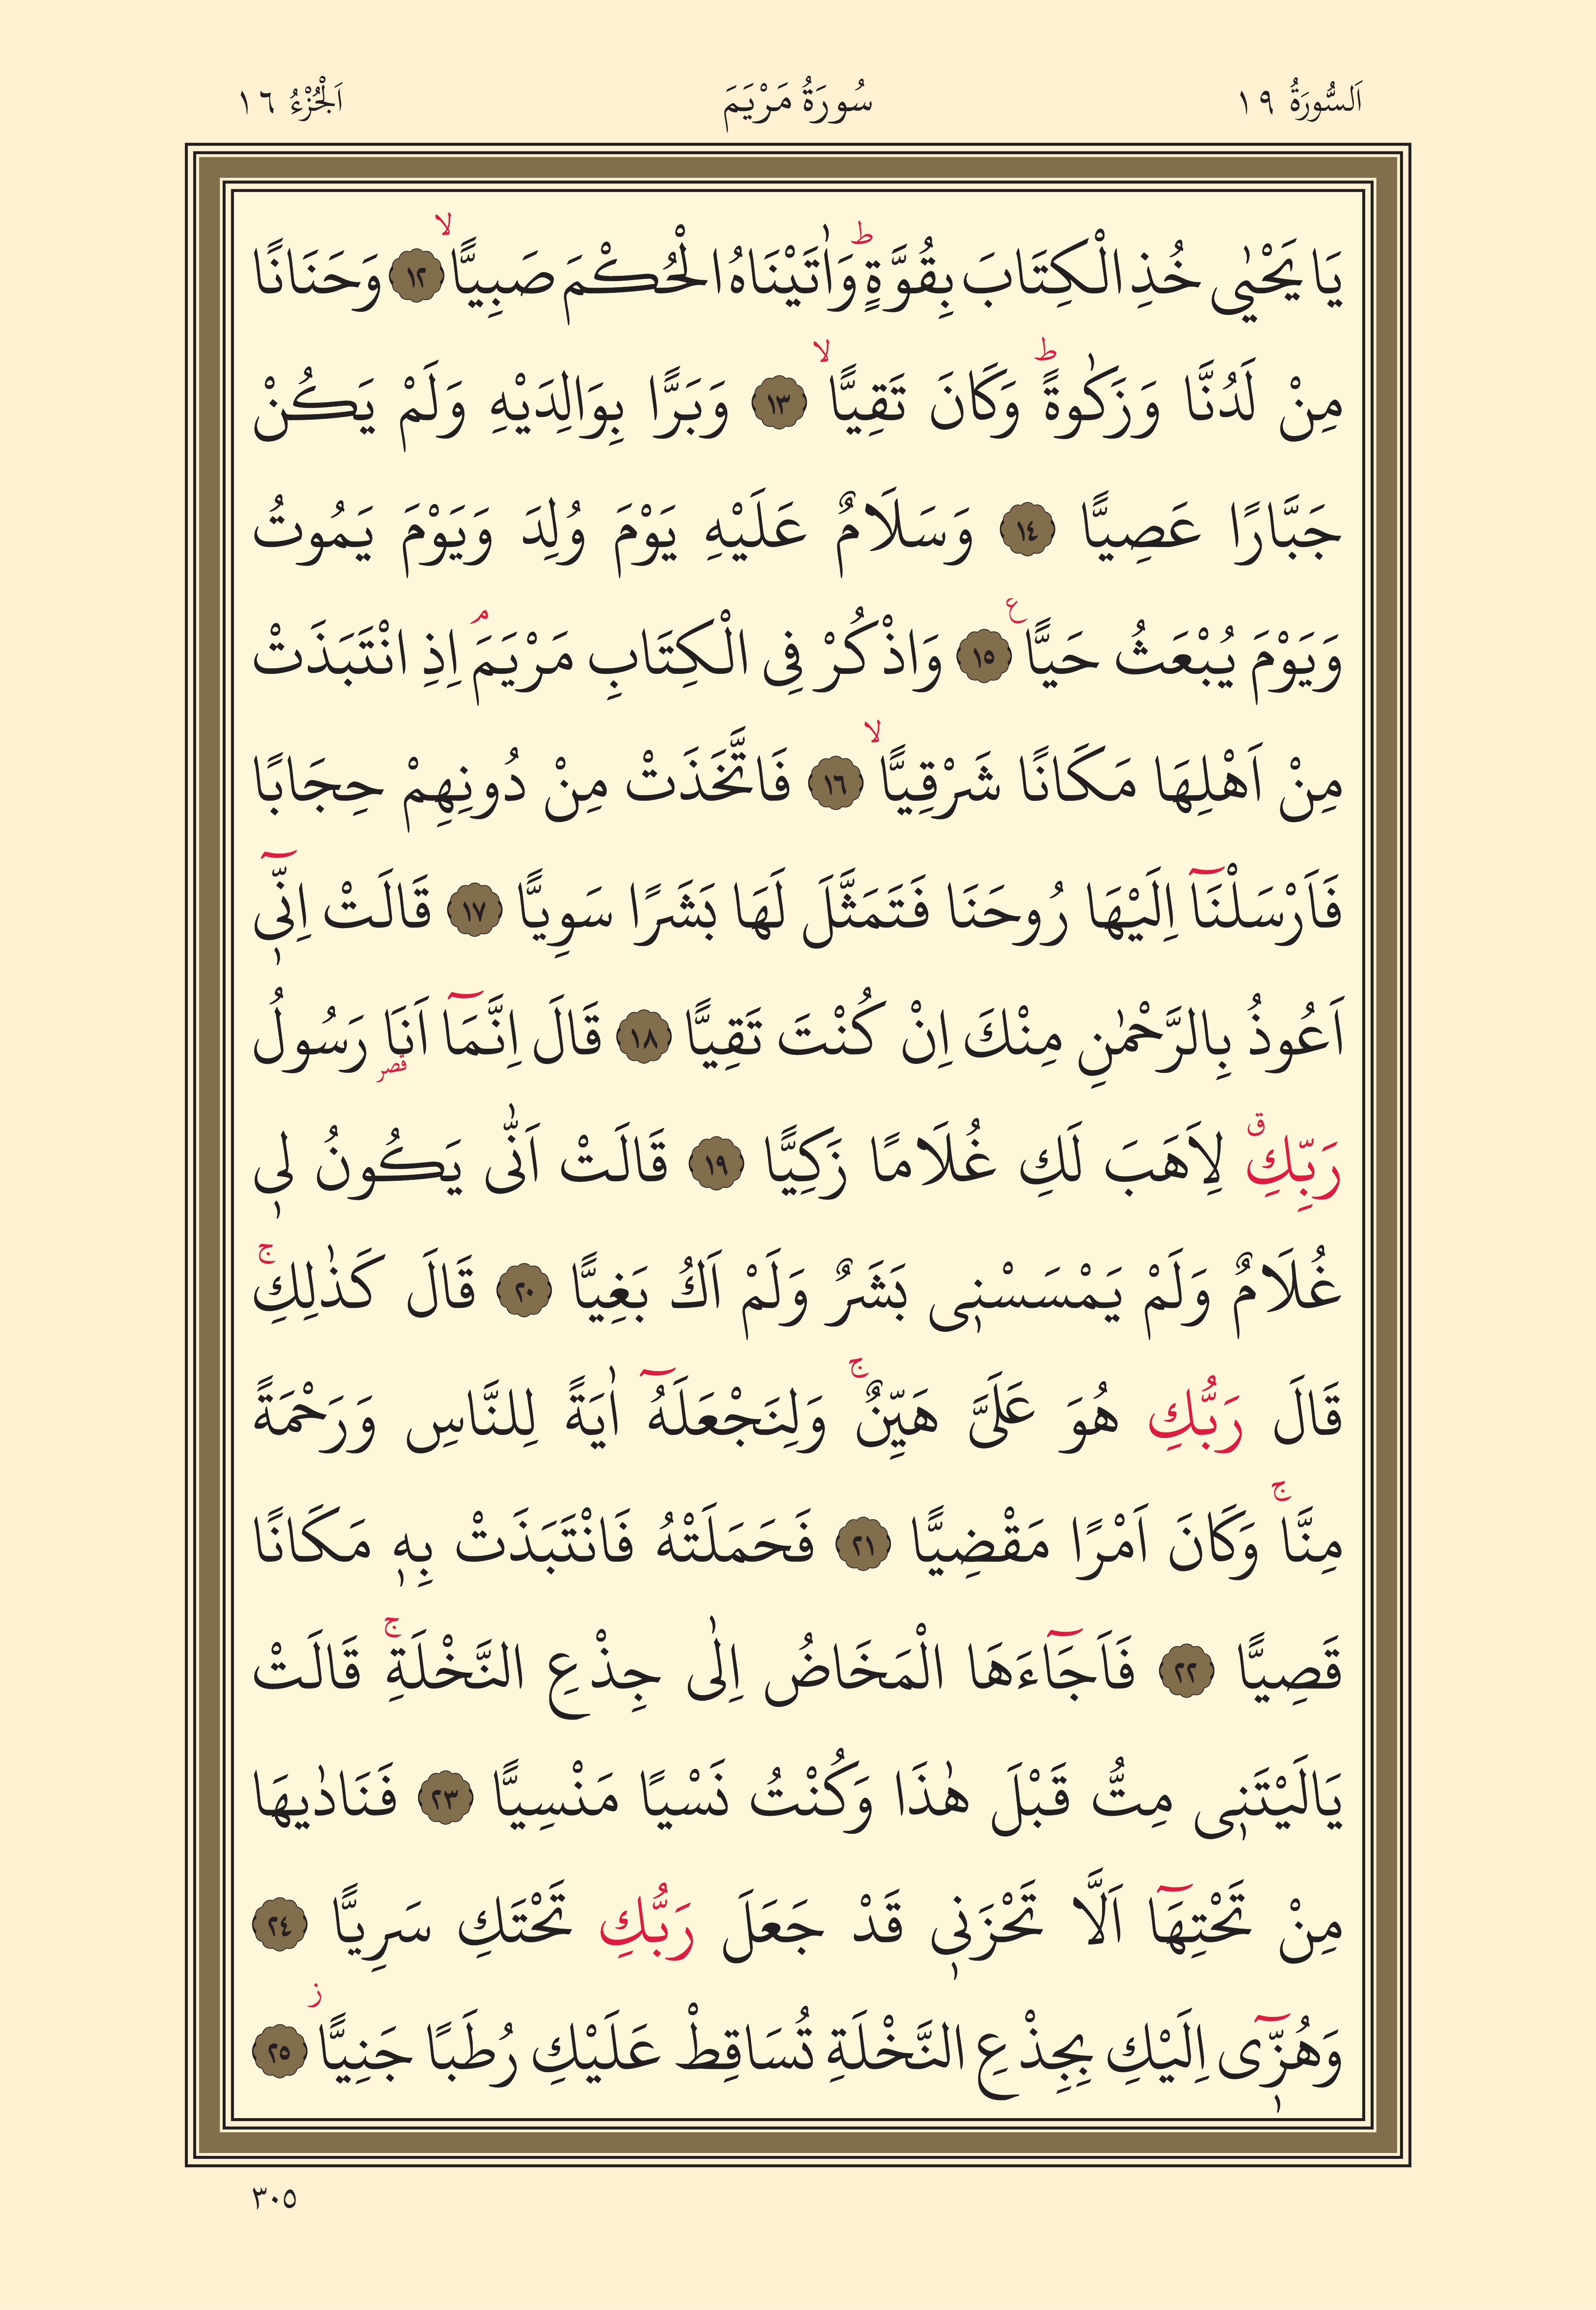 اَلسُّورَةُ ١٩ سُورَةُ مَرْيَمَ اَلْجُزْءُ ١٦
يَا يَحْيٰي خُذِ الْكِتَابَ بِقُوَّةٍۜ وَاٰتَيْنَاهُ الْحُكْمَ صَبِيًّاۙ ١٢ وَحَنَانًا
مِنْ لَدُنَّا وَزَكٰوةًۜ وَكَانَ تَقِيًّاۙ ١٣ وَبَرًّا بِوَالِدَيْهِ وَلَمْ يَكُنْ
جَبَّارًا عَصِيًّا ١٤ وَسَلَامٌ عَلَيْهِ يَوْمَ وُلِدَ وَيَوْمَ يَمُوتُ
وَيَوْمَ يُبْعَثُ حَيًّا ع ١٥ وَاذْكُرْ فِى الْكِتَابِ مَرْيَمَۢ اِذِ انْتَبَذَتْ
مِنْ اَهْلِهَا مَكَانًا شَرْقِيًّاۙ ١٦ فَاتَّخَذَتْ مِنْ دُونِهِمْ حِجَابًا
فَاَرْسَلْنَٓا اِلَيْهَا رُوحَنَا فَتَمَثَّلَ لَهَا بَشَرًا سَوِيًّا ١٧ قَالَتْ اِنّ۪ٓى
اَعُوذُ بِالرَّحْمٰنِ مِنْكَ اِنْ كُنْتَ تَقِيًّا ١٨ قَالَ اِنَّمَٓا اَنَا۬ قصر رَسُولُ
رَبِّكِ ق لِاَهَبَ لَكِ غُلَامًا زَكِيًّا ١٩ قَالَتْ اَنّٰى يَكُونُ ل۪ى
غُلَامٌ وَلَمْ يَمْسَسْن۪ى بَشَرٌ وَلَمْ اَكُ بَغِيًّا ٢٠ قَالَ كَذٰلِكِۚ
قَالَ رَبُّكِ هُوَ عَلَىَّ هَيِّنٌۚ وَلِنَجْعَلَهُٓ اٰيَةً لِلنَّاسِ وَرَحْمَةً
مِنَّاۚ وَكَانَ اَمْرًا مَقْضِيًّا ٢١ فَحَمَلَتْهُ فَانْتَبَذَتْ بِه۪ مَكَانًا
قَصِيًّا ٢٢ فَاَجَٓاءَهَا الْمَخَاضُ اِلٰى جِذْعِ النَّخْلَةِۚ قَالَتْ
يَالَيْتَن۪ى مِتُّ قَبْلَ هٰذَا وَكُنْتُ نَسْيًا مَنْسِيًّا ٢٣ فَنَادٰيهَا
مِنْ تَحْتِهَٓا اَلَّا تَحْزَن۪ى قَدْ جَعَلَ رَبُّكِ تَحْتَكِ سَرِيًّا ٢٤
وَهُزّ۪ٓى اِلَيْكِ بِجِذْعِ النَّخْلَةِ تُسَاقِطْ عَلَيْكِ رُطَبًا جَنِيًّا ز ٢٥
٣٠٥